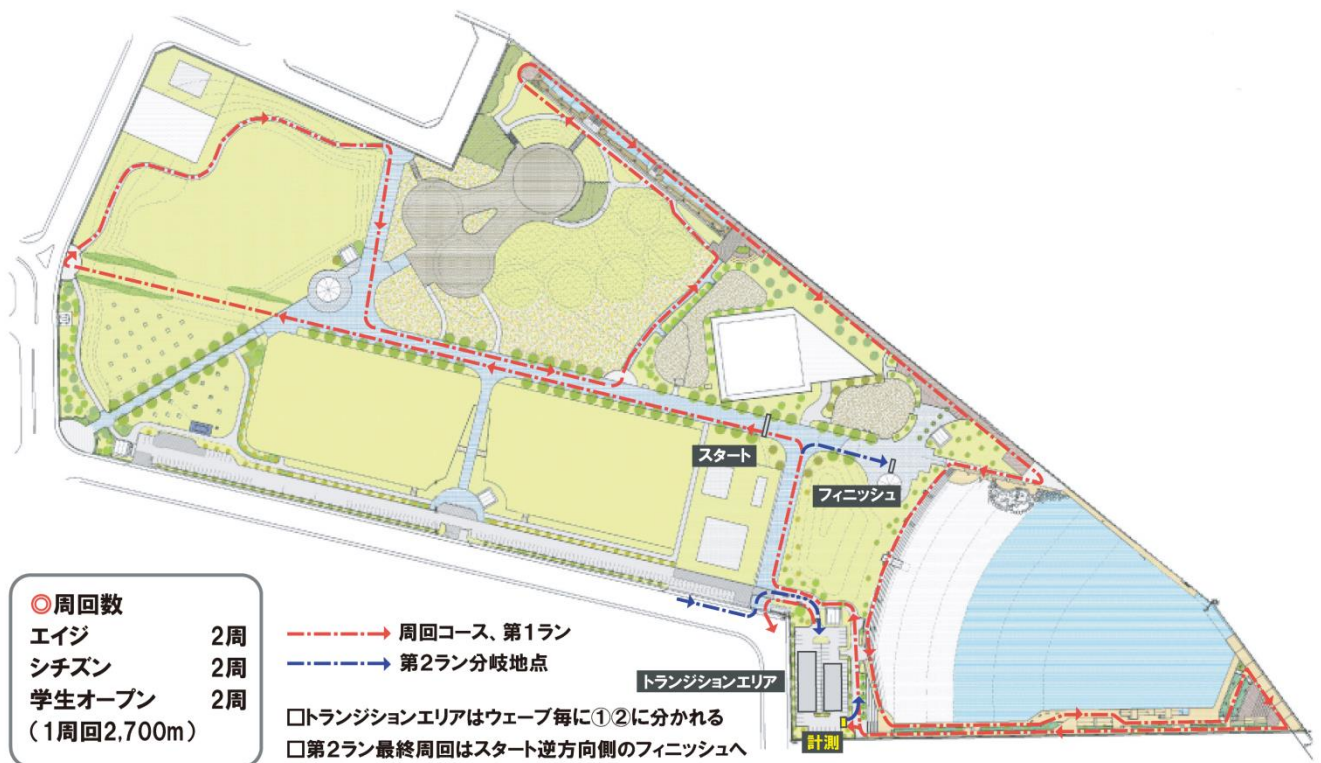 スタート
フィニッシュ
トランジションエリア
計測
◎周回数
エイジ 2周
シチズン 2周
学生オープン 2周
(1周回2,700m)
周回コース、第1ラン
第2ラン分岐地点
□トランジションエリアはウェーブ毎に①②に分かれる
□第2ラン最終周回はスタート逆方向側のフィニッシュへ